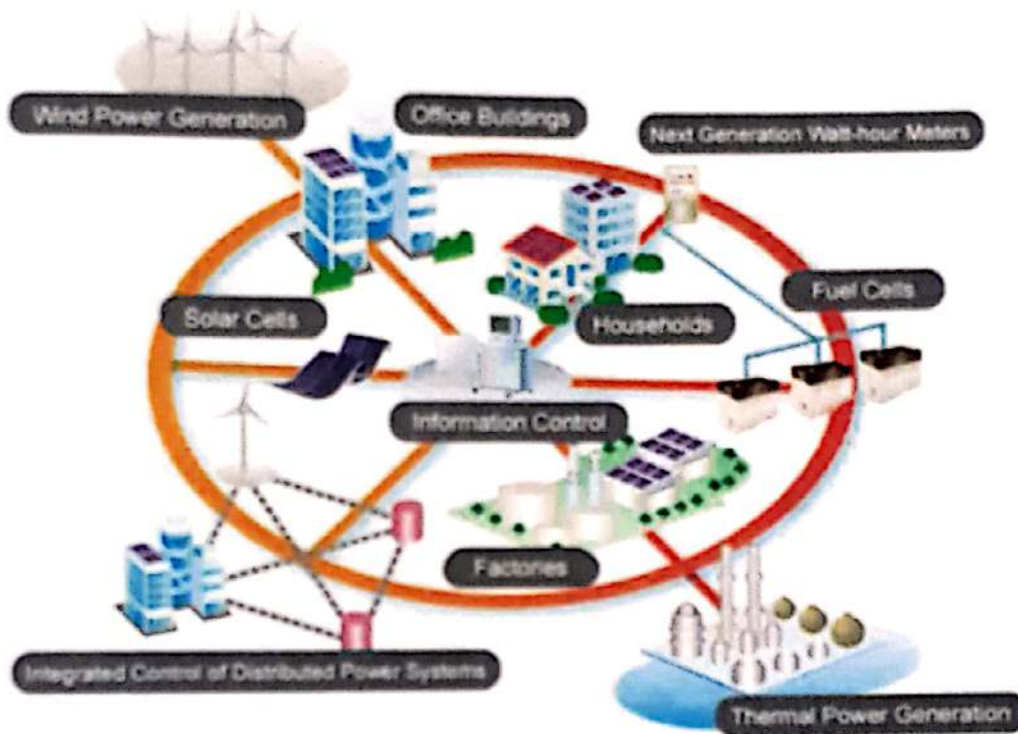 Wind Power Generation
Office Buildings
Next Generation Watt-hour Meters
Solar Cells
Households
Fuel Cells
Information Control
Factories
Integrated Control of Distributed Power Systems
Thermal Power Generation